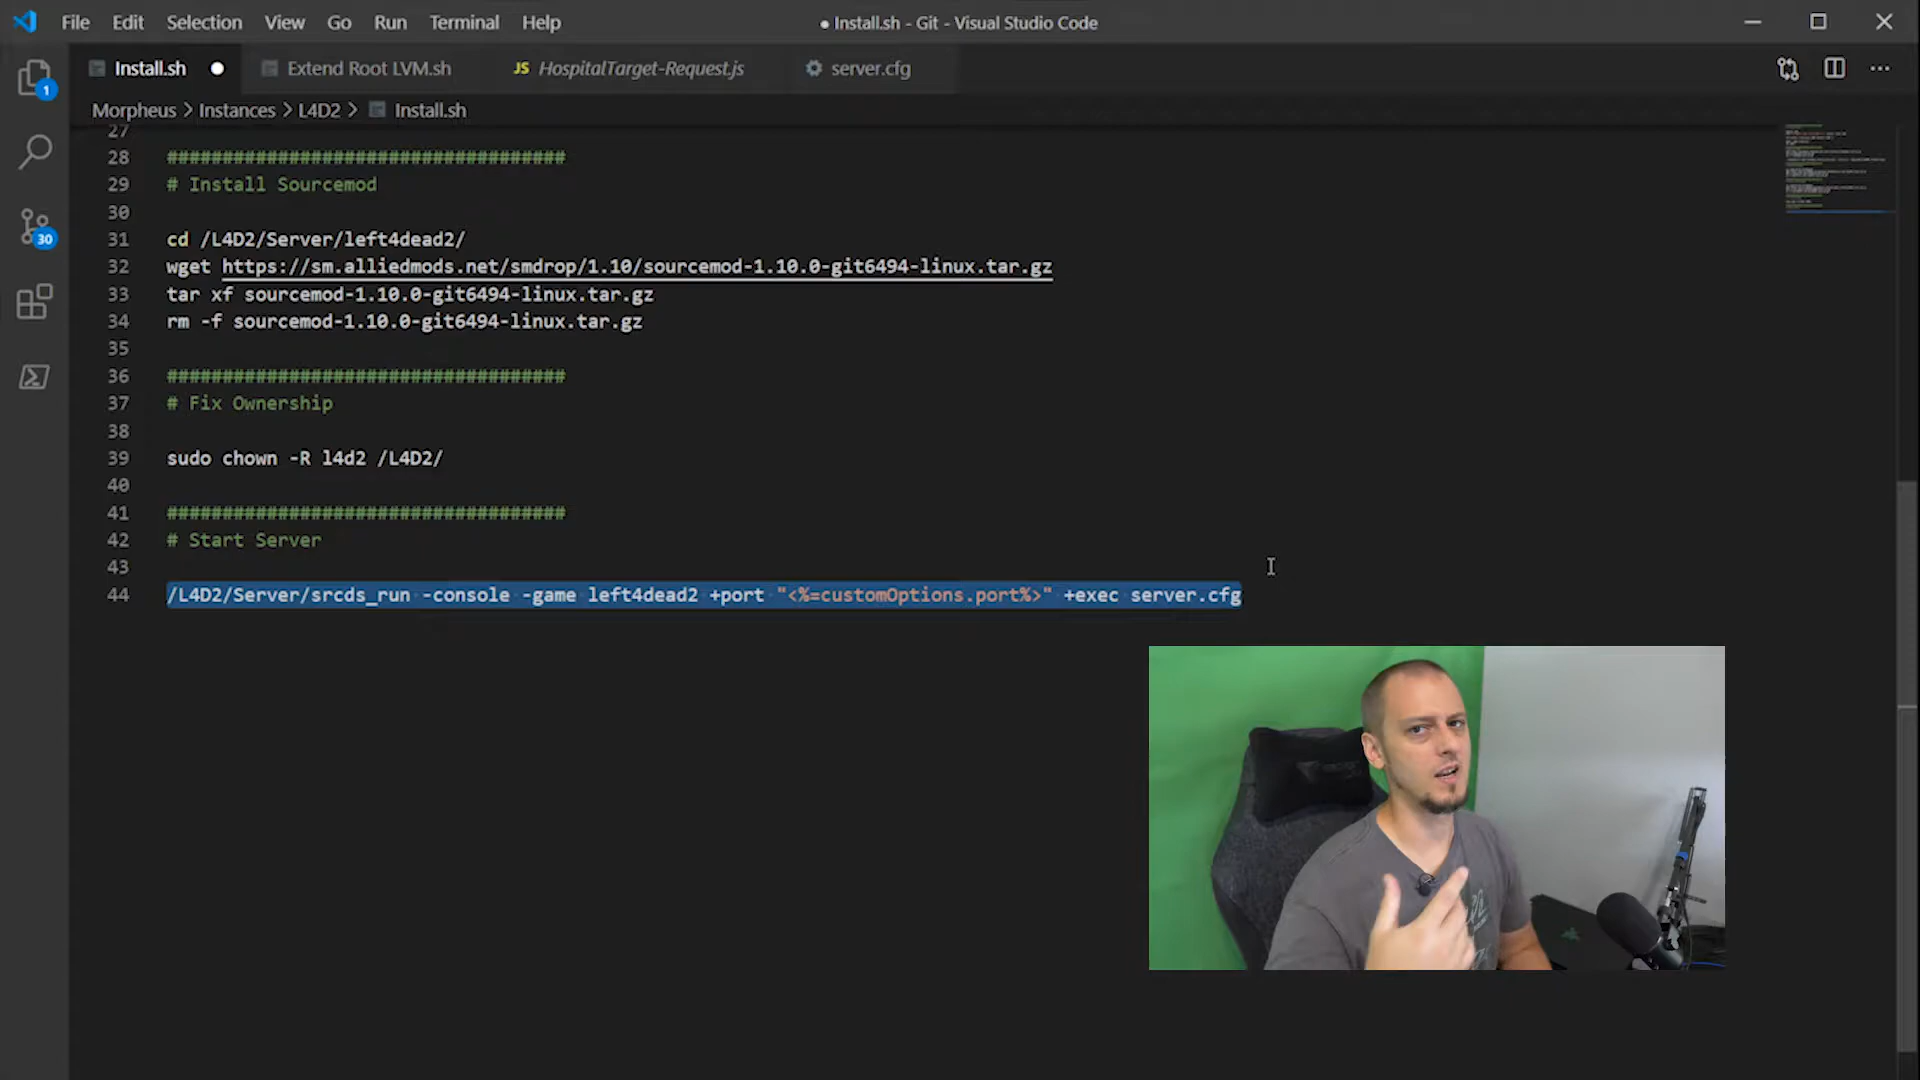 File Edit Selection View Go Run Terminal Help
● Install.sh - Git - Visual Studio Code
Install.sh
Extend Root LVM.sh
JS HospitalTarget-Request.js
server.cfg
Morpheus > Instances > L4D2 > Install.sh
1
30
27
28 ####################################
29 # Install Sourcemod
30
31 cd /L4D2/Server/left4dead2/
32 wget https://sm.alliedmods.net/smdrop/1.10/sourcemod-1.10.0-git6494-linux.tar.gz
33 tar xf sourcemod-1.10.0-git6494-linux.tar.gz
34 rm -f sourcemod-1.10.0-git6494-linux.tar.gz
35
36 ####################################
37 # Fix Ownership
38
39 sudo chown -R l4d2 /L4D2/
40
41 ####################################
42 # Start Server
43
44 /L4D2/Server/srcds_run -console -game left4dead2 +port "<%=customOptions.port%>" +exec server.cfg